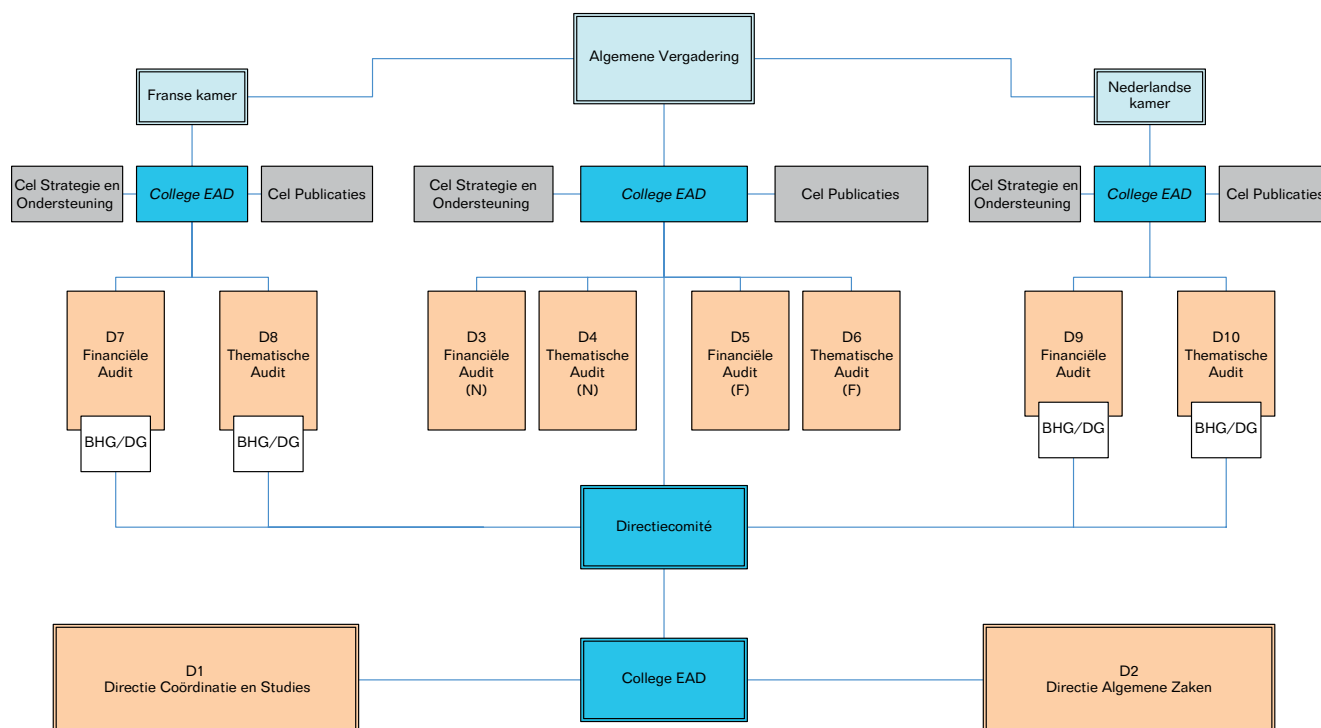 Algemene Vergadering
Franse kamer
Nederlandse
kamer
Cel Strategie en
Ondersteuning
College EAD
Cel Publicaties
Cel Strategie en
Ondersteuning
College EAD
Cel Publicaties
Cel Strategie en
Ondersteuning
College EAD
Cel Publicaties
D7
Financiële
Audit
BHG/DG
D8
Thematische
Audit
BHG/DG
D3
Financiële
Audit
(N)
D4
Thematische
Audit
(N)
D5
Financiële
Audit
(F)
D6
Thematische
Audit
(F)
D9
Financiële
Audit
BHG/DG
D10
Thematische
Audit
BHG/DG
Directiecomité
D1
Directie Coördinatie en Studies
College EAD
D2
Directie Algemene Zaken